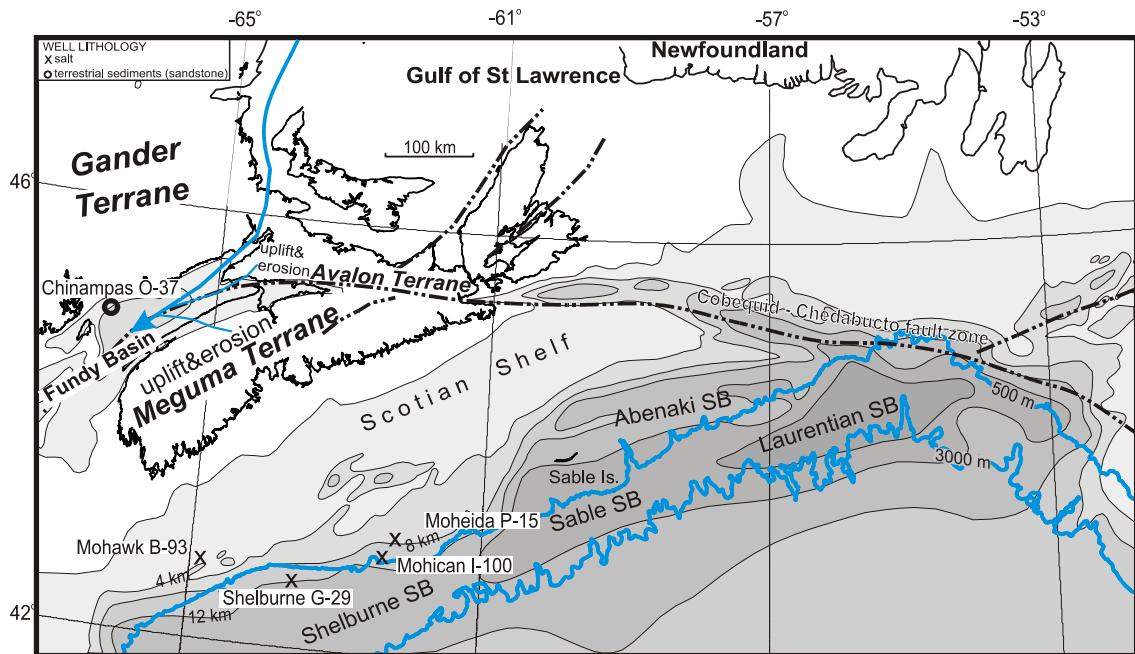 -65°
-61°
-57°
-53°
WELL LITHOLOGY
x salt
terrestrial sediments (sandstone)
Newfoundland
Gulf of St Lawrence
100 km
Gander
Terrane
46°
uplift&
erosion
Avalon Terrane
Chinampas O-37
Cobequid - Chedabucto fault zone
Fundy Basin
uplift&erosion
Meguma Terrane
Scotian Shelf
500 m
Abenaki SB
Laurentian SB
3000 m
Sable Is.
Sable SB
Moheida P-15
8 km
Mohawk B-93
x
Mohican I-100
4 km
Shelburne G-29
12 km
Shelburne SB
42°